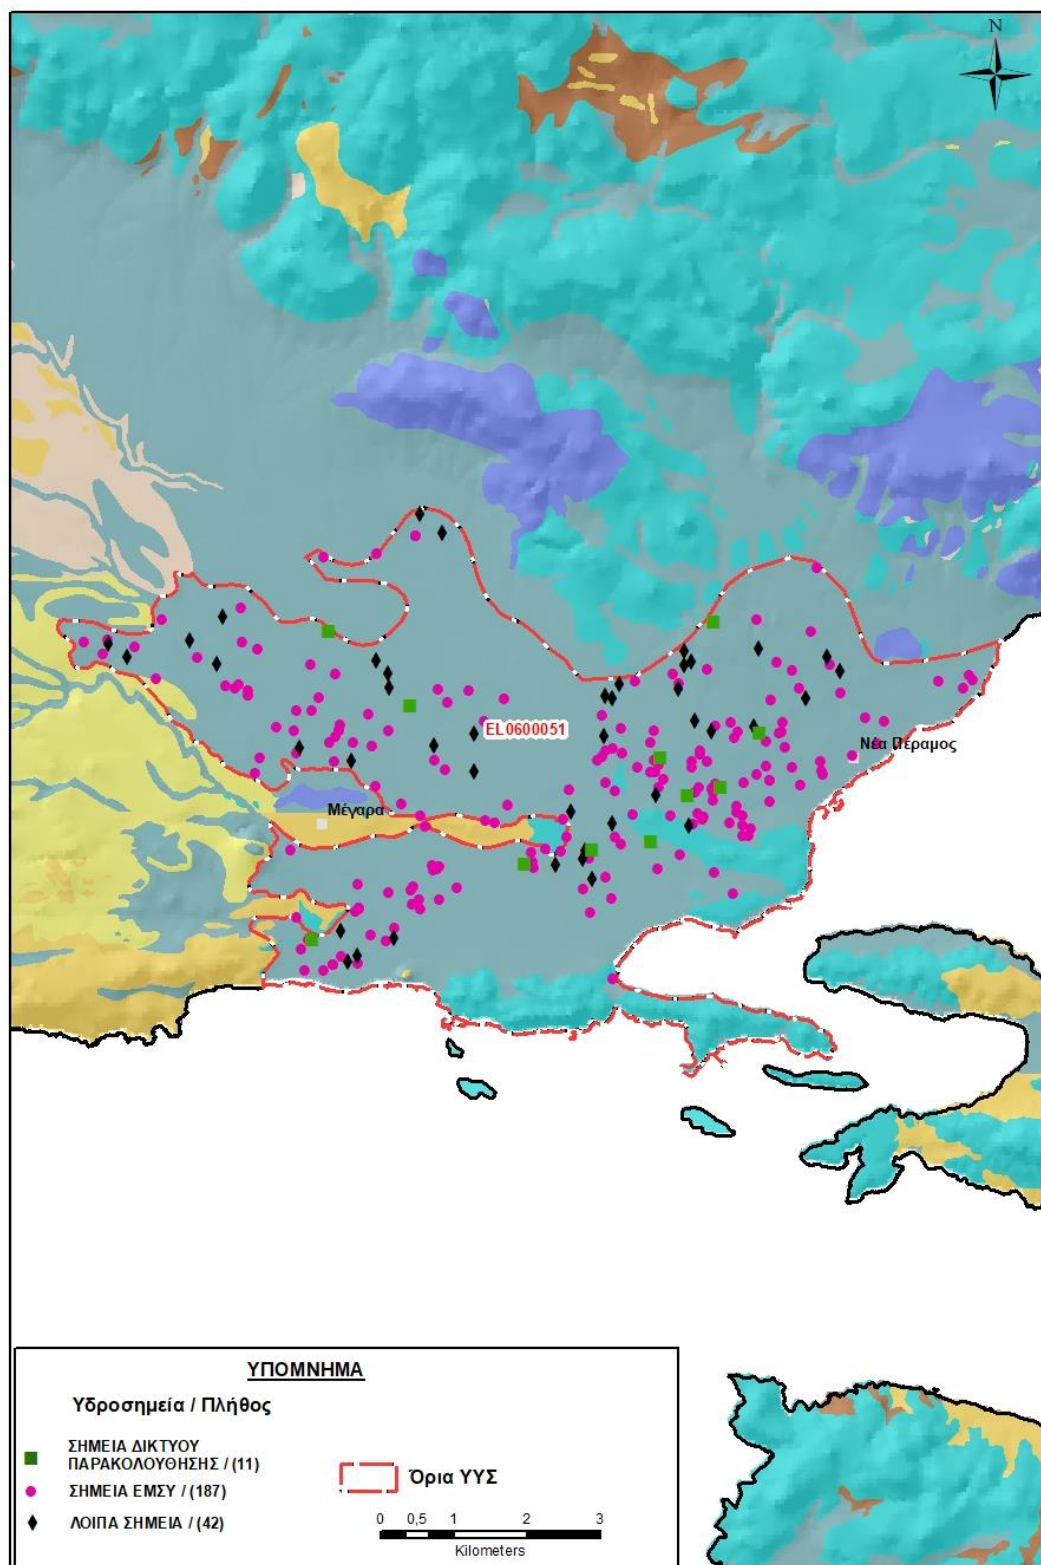 N
EL0600051
Νέα Πέραμος
Μέγαρα
ΥΠΟΜΝΗΜΑ
Υδροσημεία / Πλήθος
ΣΗΜΕΙΑ ΔΙΚΤΥΟΥ
ΠΑΡΑΚΟΛΟΥΘΗΣΗΣ / (11)
ΣΗΜΕΙΑ ΕΜΣΥ / (187)
ΛΟΙΠΑ ΣΗΜΕΙΑ / (42)
Όρια ΥΥΣ
0 0,5 1 2 3
Kilometers